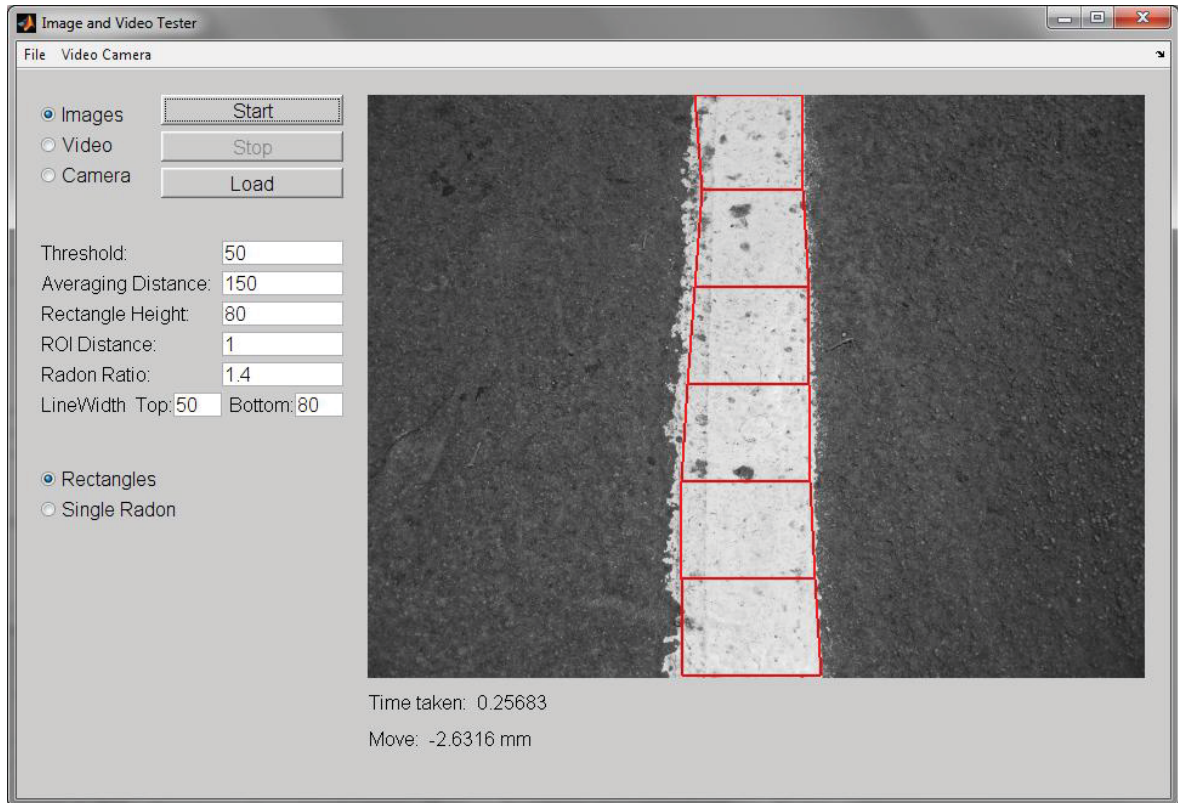 Image and Video Tester
File Video Camera
Images
Start
Video
Stop
Camera
Load
Threshold: 50
Averaging Distance: 150
Rectangle Height: 80
ROI Distance: 1
Radon Ratio: 1.4
LineWidth Top: 50 Bottom: 80
Rectangles
Single Radon
Time taken: 0.25683
Move: -2.6316 mm